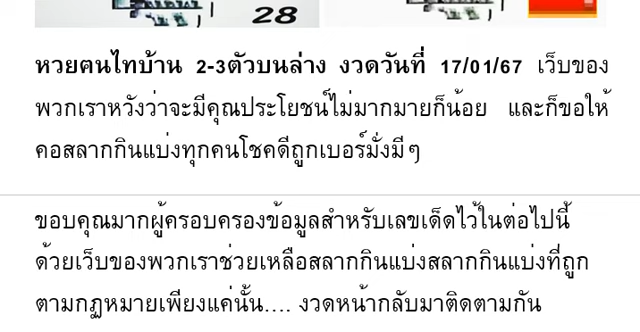 28
หวยฅนไทบ้าน 2-3ตัวบนล่าง งวดวันที่ 17/01/67 เว็บของ
พวกเราหวังว่าจะมีคุณประโยชน์ไม่มากมายก็น้อย และก็ขอให้
คอสลากกินแบ่งทุกคนโชคดีถูกเบอร์มั่งมีๆ
ขอบคุณมากผู้ครอบครองข้อมูลสำหรับเลขเด็ดไว้ในต่อไปนี้
ด้วยเว็บของพวกเราช่วยเหลือสลากกินแบ่งสลากกินแบ่งที่ถูก
ตามกฎหมายเพียงแค่นั้น.... งวดหน้ากลับมาติดตามกัน